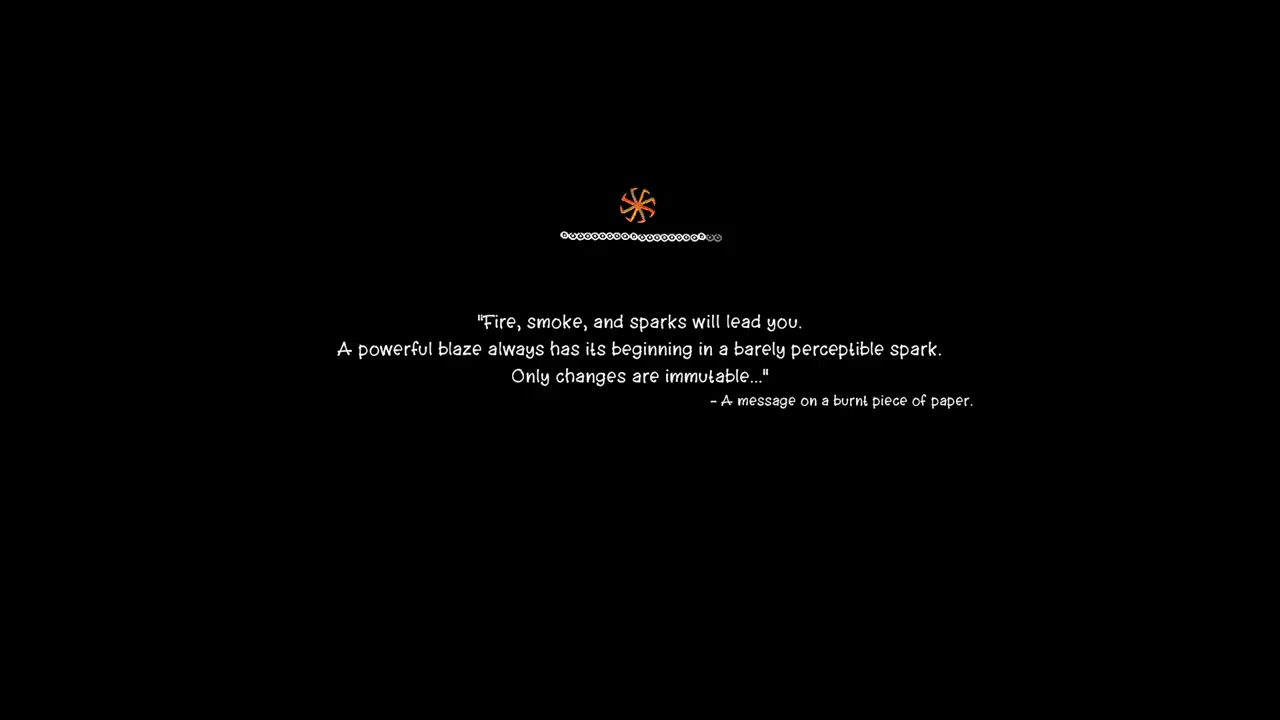 "Fire, smoke, and sparks will lead you.
A powerful blaze always has its beginning in a barely perceptible spark.
Only changes are immutable..."
- A message on a burnt piece of paper.